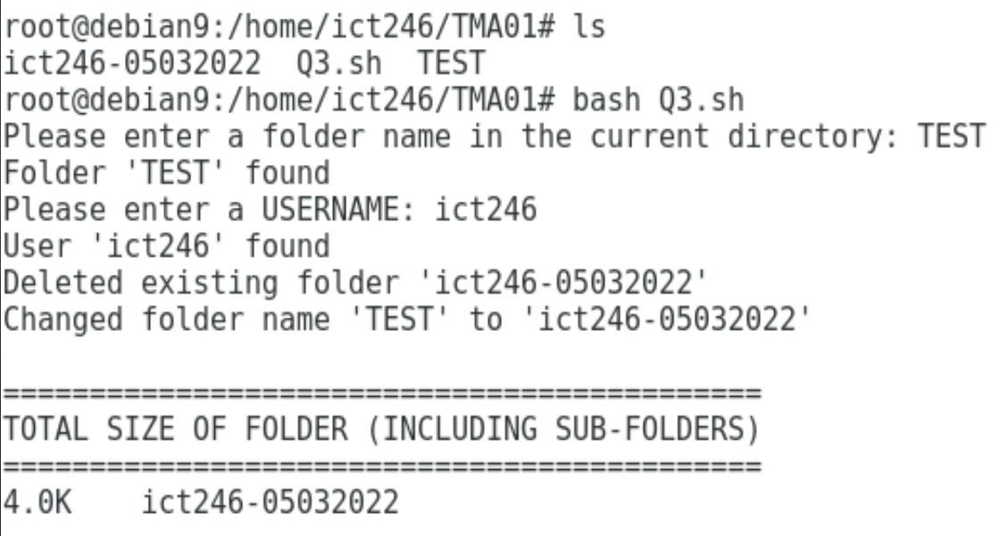 root@debian9:/home/ict246/TMA01# ls
ict246-05032022  Q3.sh  TEST
root@debian9:/home/ict246/TMA01# bash Q3.sh
Please enter a folder name in the current directory: TEST
Folder 'TEST' found
Please enter a USERNAME: ict246
User 'ict246' found
Deleted existing folder 'ict246-05032022'
Changed folder name 'TEST' to 'ict246-05032022'
============================================
TOTAL SIZE OF FOLDER (INCLUDING SUB-FOLDERS)
============================================
4.0K    ict246-05032022